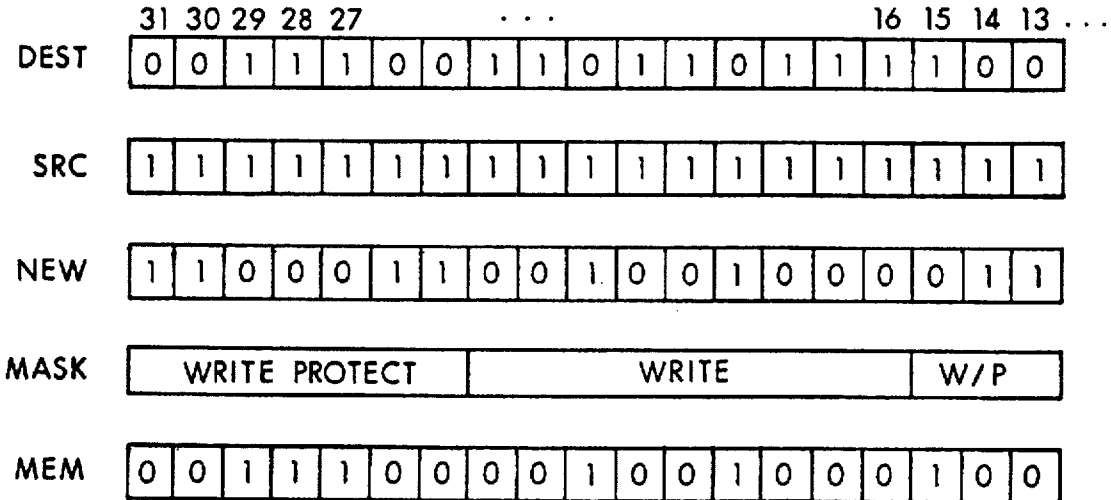 31 30 29 28 27 . . . 16 15 14 13 . . .
DEST 0 0 1 1 1 0 0 1 1 0 1 1 0 1 1 1 1 0 0
SRC 1 1 1 1 1 1 1 1 1 1 1 1 1 1 1 1 1 1 1
NEW 1 1 0 0 0 1 1 0 0 1 0 0 1 0 0 0 0 1 1
MASK WRITE PROTECT WRITE W/P
MEM 0 0 1 1 1 0 0 0 0 1 0 0 1 0 0 0 1 0 0